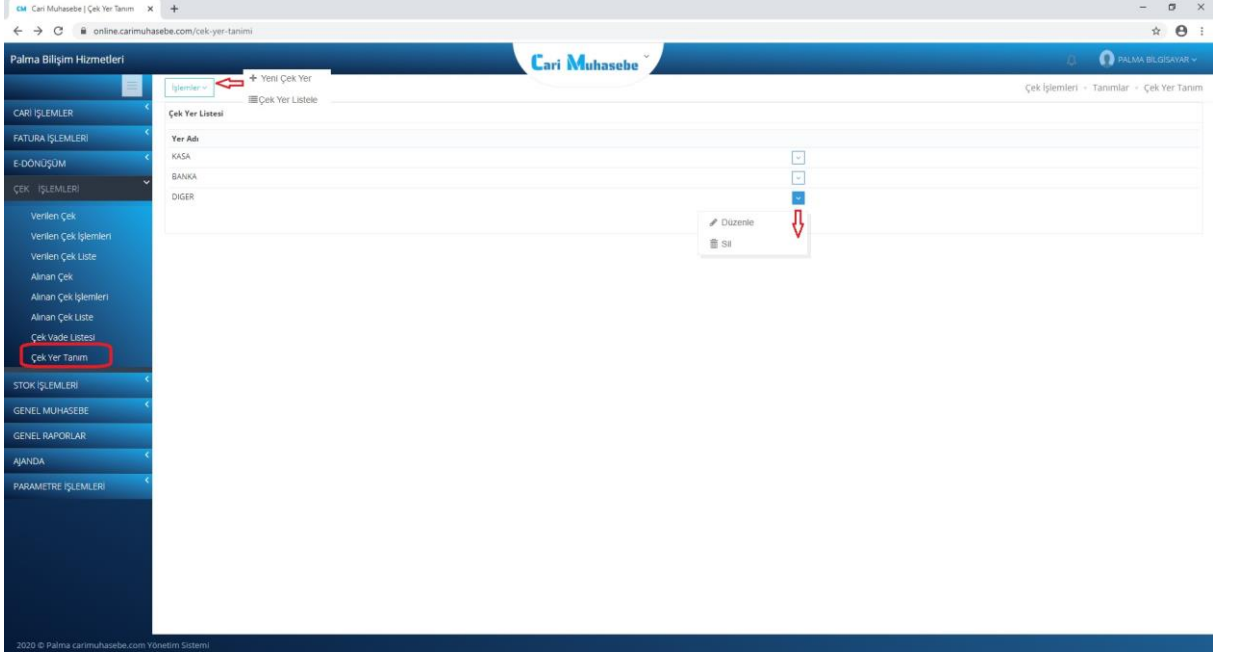 CM Cari Muhasebe | Çek Yer Tanım
online.carimuhasebe.com/cek-yer-tanimi
Palma Bilişim Hizmetleri
Cari Muhasebe
PALMA BILGİSAYAR
İşlemler
+ Yeni Çek Yer
Çek Yer Listele
Çek İşlemleri - Tanımlar - Çek Yer Tanım
CARİ İŞLEMLER
FATURA İŞLEMLERİ
E-DÖNÜŞÜM
ÇEK İŞLEMLERİ
Verilen Çek
Verilen Çek İşlemleri
Verilen Çek Liste
Alınan Çek
Alınan Çek İşlemleri
Alınan Çek Liste
Çek Vade Listesi
Çek Yer Tanım
STOK İŞLEMLERİ
GENEL MUHASEBE
GENEL RAPORLAR
AJANDA
PARAMETRE İŞLEMLERİ
Çek Yer Listesi
Yer Adı
KASA
BANKA
DIGER
Düzenle
Sil
2020 © Palma carimuhasebe.com Yönetim Sistemi